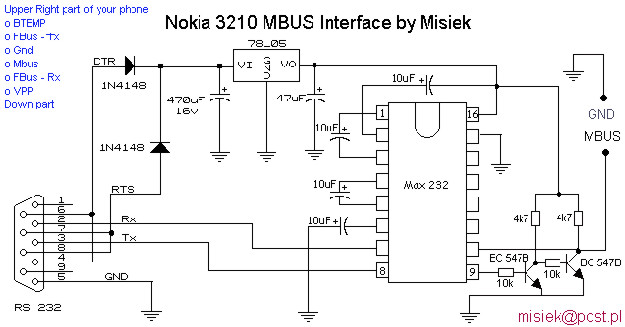 Upper Right part of your phone
o BTEMP
o FBus - Tx
o Gnd
o Mbus
o FBus - Rx
o VPP
Down part
Nokia 3210 MBUS Interface by Misiek
78_05
DTR
1N4148
VI
VO
GND
470uF
16V
47uF
10uF
1N4148
10uF
1
16
Max 232
GND
MBUS
RTS
10uF
1
6
2
7
3
8
4
9
5
Rx
10uF
4k7
4k7
Tx
8
9
EC 547B
DC 547D
10k
10k
GND
RS 232
misiek@pcst.pl